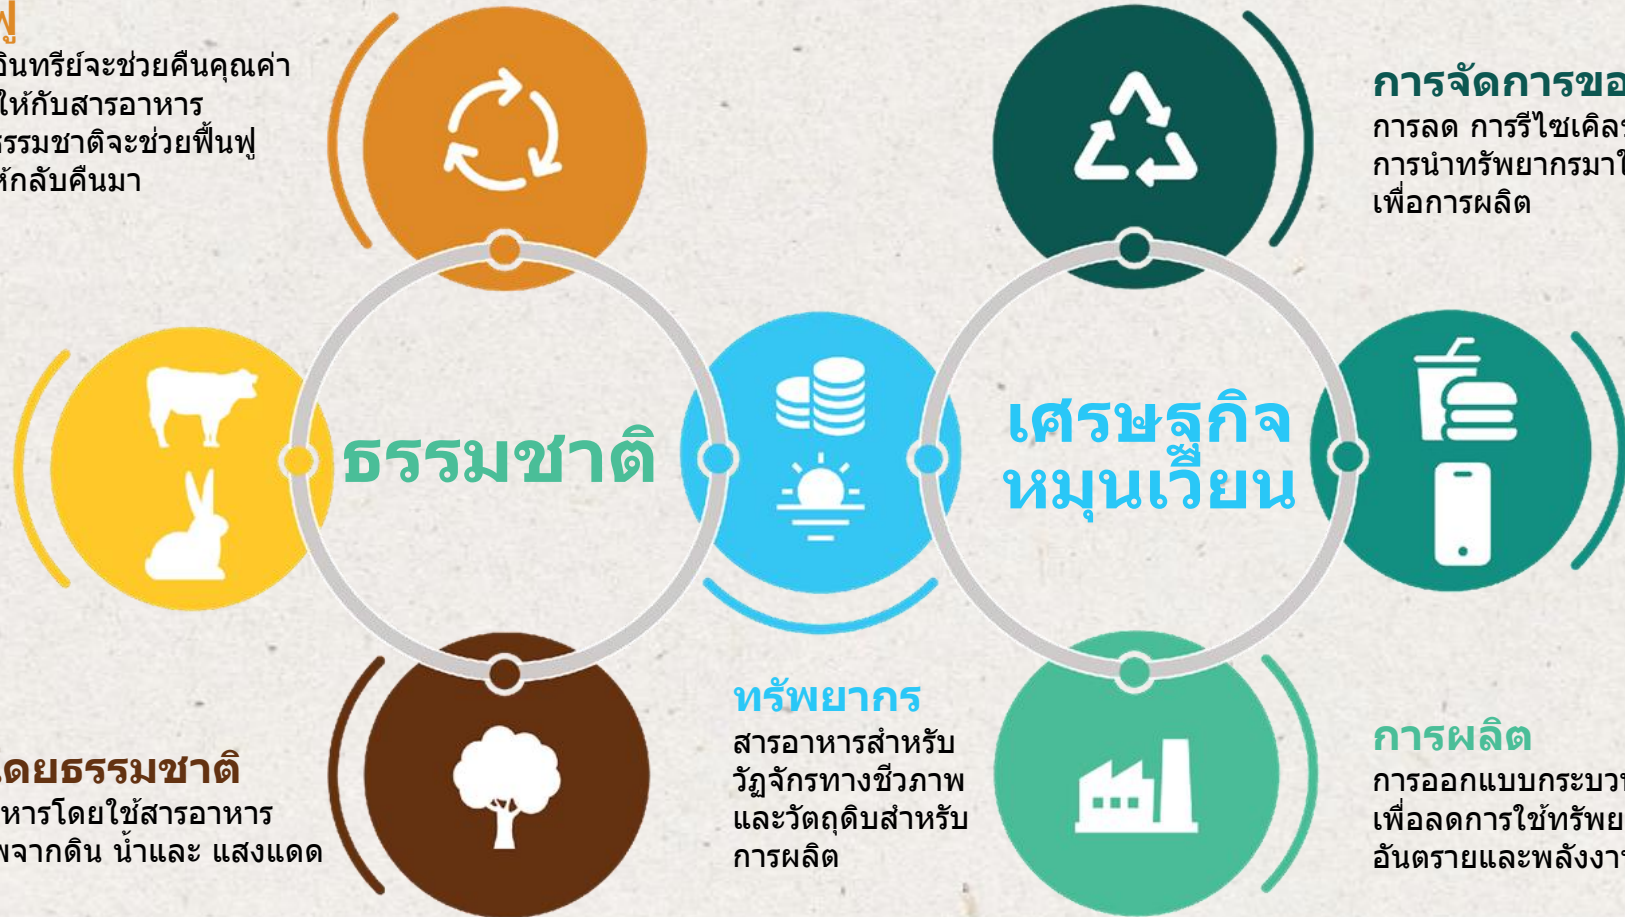 ฟู
อินทรีย์จะช่วยคืนคุณค่า
ให้กับสารอาหาร
ธรรมชาติจะช่วยฟื้นฟู
ห้กลับคืนมา
การจัดการขอ
การลด การรีไซเคิล
การนำทรัพยากรมาใ
เพื่อการผลิต
ธรรมชาติ
เศรษฐกิจ
หมุนเวียน
ดยธรรมชาติ
หารโดยใช้สารอาหาร
พจากดิน น้ำและ แสงแดด
ทรัพยากร
สารอาหารสำหรับ
วัฏจักรทางชีวภาพ
และวัตถุดิบสำหรับ
การผลิต
การผลิต
การออกแบบกระบวน
เพื่อลดการใช้ทรัพย
อันตรายและพลังงาน